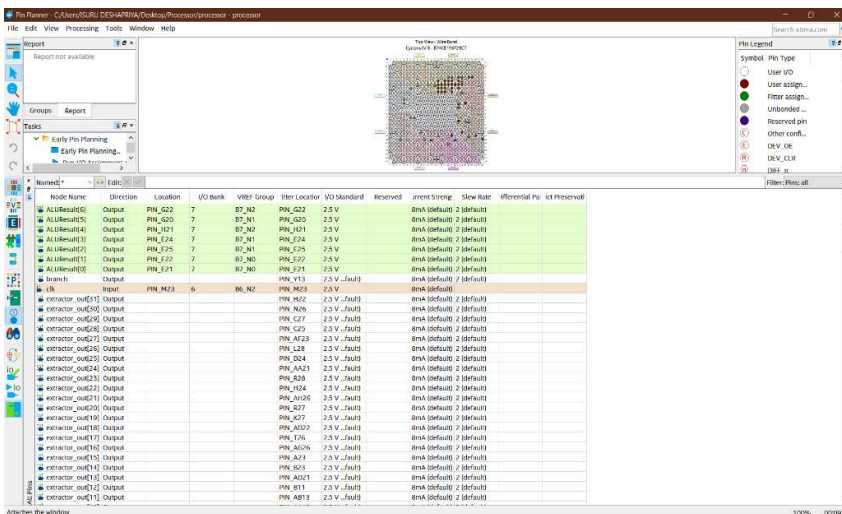 Pin Planner - C:/Users/ISURU DESHAPRIYA/Desktop/Processor/processor - processor
File Edit View Processing Tools Window Help
Search altera.com
Report
Report not available
Groups Report
Tasks
Early Pin Planning
Early Pin Planning...
Top View - Wire Bond
Pin Legend
Symbol Pin Type
User I/O
User assign...
Fitter assign...
Unbonded ...
Reserved pin
Other confi...
DEV_OE
DEV_CLR
DIFF_n
Named: * Edit: Filter: Pins: all
Node Name Direction Location I/O Bank VREF Group itter Location I/O Standard Reserved urrent Streng Slew Rate ifferential Pai ict Preservati
ALUResult[6] Output PIN_G22 7 B7_N2 PIN_G22 2.5 V 8mA (default) 2 (default)
ALUResult[5] Output PIN_G20 7 B7_N1 PIN_G20 2.5 V 8mA (default) 2 (default)
ALUResult[4] Output PIN_H21 7 B7_N2 PIN_H21 2.5 V 8mA (default) 2 (default)
ALUResult[3] Output PIN_E24 7 B7_N1 PIN_E24 2.5 V 8mA (default) 2 (default)
ALUResult[2] Output PIN_E25 7 B7_N1 PIN_E25 2.5 V 8mA (default) 2 (default)
ALUResult[1] Output PIN_E22 7 B7_N0 PIN_E22 2.5 V 8mA (default) 2 (default)
ALUResult[0] Output PIN_E21 7 B7_N0 PIN_E21 2.5 V 8mA (default) 2 (default)
branch Output PIN_Y13 2.5 V ...fault) 8mA (default) 2 (default)
clk Input PIN_M23 6 B6_N2 PIN_M23 2.5 V 8mA (default)
extractor_out[31] Output PIN_H22 2.5 V ...fault) 8mA (default) 2 (default)
extractor_out[30] Output PIN_N26 2.5 V ...fault) 8mA (default) 2 (default)
extractor_out[29] Output PIN_C27 2.5 V ...fault) 8mA (default) 2 (default)
extractor_out[28] Output PIN_C25 2.5 V ...fault) 8mA (default) 2 (default)
extractor_out[27] Output PIN_AF23 2.5 V ...fault) 8mA (default) 2 (default)
extractor_out[26] Output PIN_L28 2.5 V ...fault) 8mA (default) 2 (default)
extractor_out[25] Output PIN_D24 2.5 V ...fault) 8mA (default) 2 (default)
extractor_out[24] Output PIN_AA21 2.5 V ...fault) 8mA (default) 2 (default)
extractor_out[23] Output PIN_R28 2.5 V ...fault) 8mA (default) 2 (default)
extractor_out[22] Output PIN_H24 2.5 V ...fault) 8mA (default) 2 (default)
extractor_out[21] Output PIN_AH26 2.5 V ...fault) 8mA (default) 2 (default)
extractor_out[20] Output PIN_R27 2.5 V ...fault) 8mA (default) 2 (default)
extractor_out[19] Output PIN_K27 2.5 V ...fault) 8mA (default) 2 (default)
extractor_out[18] Output PIN_AD22 2.5 V ...fault) 8mA (default) 2 (default)
extractor_out[17] Output PIN_T26 2.5 V ...fault) 8mA (default) 2 (default)
extractor_out[16] Output PIN_AG26 2.5 V ...fault) 8mA (default) 2 (default)
extractor_out[15] Output PIN_A23 2.5 V ...fault) 8mA (default) 2 (default)
extractor_out[14] Output PIN_B23 2.5 V ...fault) 8mA (default) 2 (default)
extractor_out[13] Output PIN_AD21 2.5 V ...fault) 8mA (default) 2 (default)
extractor_out[12] Output PIN_B11 2.5 V ...fault) 8mA (default) 2 (default)
extractor_out[11] Output PIN_AB13 2.5 V ...fault) 8mA (default) 2 (default)
All Pins
Attaches the window 100% 00:09